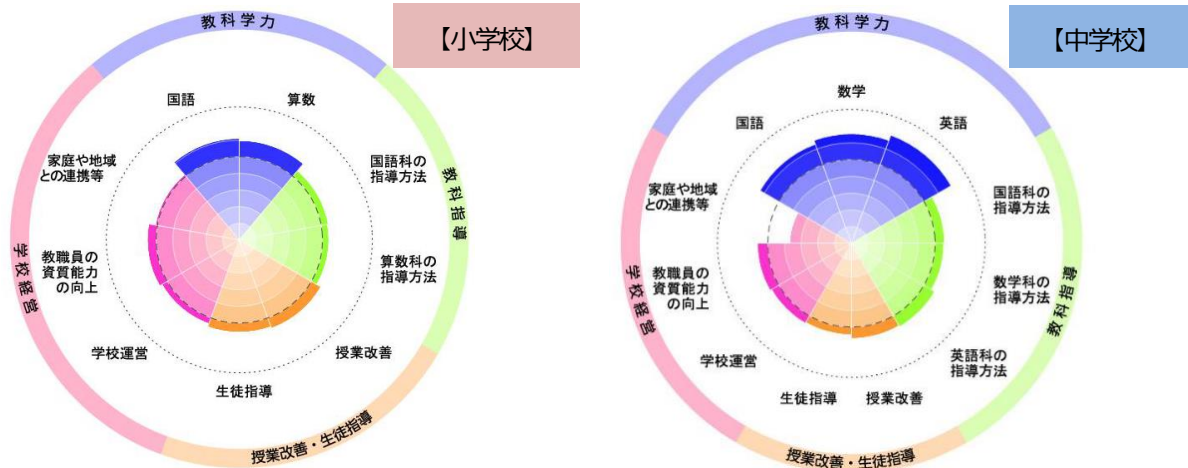 【小学校】
教科学力
国語
算数
家庭や地域
との連携等
国語科の
指導方法
教科指導
教職員の
資質能力
の向上
算数科の
指導方法
学校経営
学校運営
授業改善
生徒指導
授業改善・生徒指導
【中学校】
教科学力
数学
国語
英語
家庭や地域
との連携等
国語科の
指導方法
教職員の
資質能力
の向上
数学科の
指導方法
学校経営
教科指導
学校運営
英語科の
指導方法
生徒指導
授業改善
授業改善・生徒指導